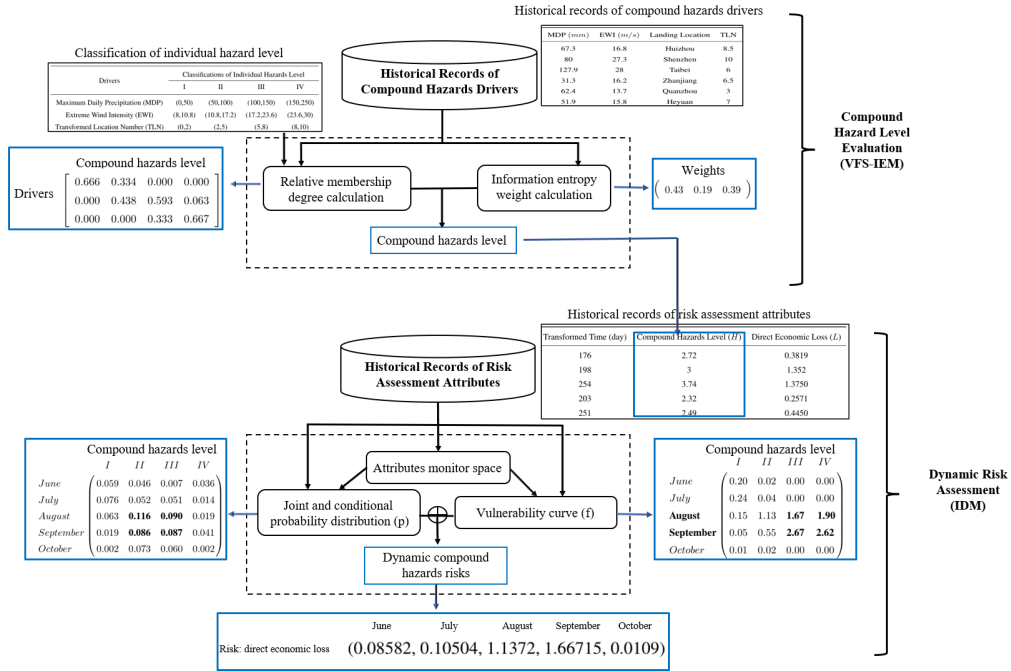 Historical records of compound hazards drivers
MDP (mm) EWI (m/s) Landing Location TLN
67.3 16.8 Huizhou 8.5
80 27.3 Shenzhen 10
127.9 28 Taibei 6
31.3 16.2 Zhanjiang 6.5
62.4 13.7 Quanzhou 3
51.9 15.8 Heyuan 7
Classification of individual hazard level
Drivers
Classifications of Individual Hazards Level
I II III IV
Maximum Daily Precipitation (MDP) (0,50) (50,100) (100,150) (150,250)
Extreme Wind Intensity (EWI) (8,10.8) (10.8,17.2) (17.2,23.6) (23.6,30)
Transformed Location Number (TLN) (0,2) (2,5) (5,8) (8,10)
Historical Records of
Compound Hazards Drivers
Compound
Hazard Level
Evaluation
(VFS-IEM)
Compound hazards level
Drivers
0.666 0.334 0.000 0.000
0.000 0.438 0.593 0.063
0.000 0.000 0.333 0.667
Relative membership
degree calculation
Information entropy
weight calculation
Weights
( 0.43 0.19 0.39 )
Compound hazards level
Historical records of risk assessment attributes
Transformed Time (day) Compound Hazards Level (H) Direct Economic Loss (L)
176 2.72 0.3819
198 3 1.352
254 3.74 1.3750
203 2.32 0.2571
251 2.49 0.4450
Historical Records of Risk
Assessment Attributes
Compound hazards level
I II III IV
June 0.059 0.046 0.007 0.036
July 0.076 0.052 0.051 0.014
August 0.063 0.116 0.090 0.019
September 0.019 0.086 0.087 0.041
October 0.002 0.073 0.060 0.002
Attributes monitor space
Joint and conditional
probability distribution (p)
Vulnerability curve (f)
Dynamic compound
hazards risks
Compound hazards level
I II III IV
June 0.20 0.02 0.00 0.00
July 0.24 0.04 0.00 0.00
August 0.15 1.13 1.67 1.90
September 0.05 0.55 2.67 2.62
October 0.01 0.02 0.00 0.00
Dynamic Risk
Assessment
(IDM)
June July August September October
Risk: direct economic loss (0.08582, 0.10504, 1.1372, 1.66715, 0.0109)